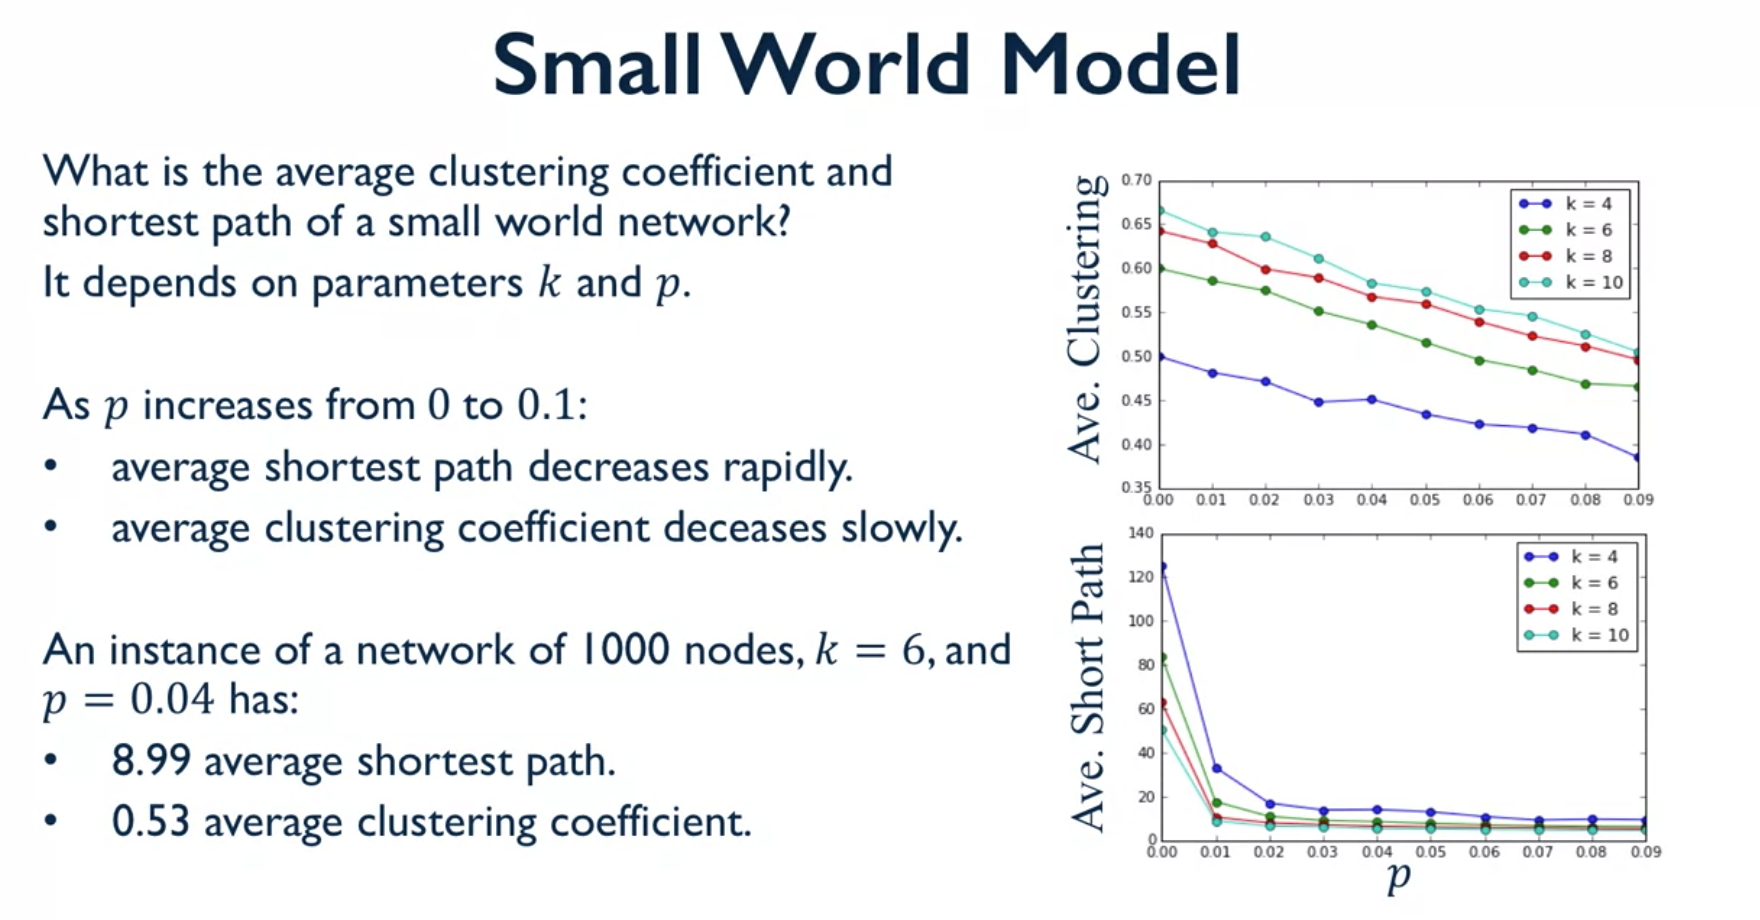 Small World Model
What is the average clustering coefficient and
shortest path of a small world network?
It depends on parameters k and p.
As p increases from 0 to 0.1:
• average shortest path decreases rapidly.
• average clustering coefficient deceases slowly.
An instance of a network of 1000 nodes, k = 6, and
p = 0.04 has:
• 8.99 average shortest path.
• 0.53 average clustering coefficient.
Ave. Clustering
0.70
0.65
0.60
0.55
0.50
0.45
0.40
0.35
k = 4
k = 6
k = 8
k = 10
0.00 0.01 0.02 0.03 0.04 0.05 0.06 0.07 0.08 0.09
Ave. Short Path
140
120
100
80
60
40
20
0
k = 4
k = 6
k = 8
k = 10
0.00 0.01 0.02 0.03 0.04 0.05 0.06 0.07 0.08 0.09
p